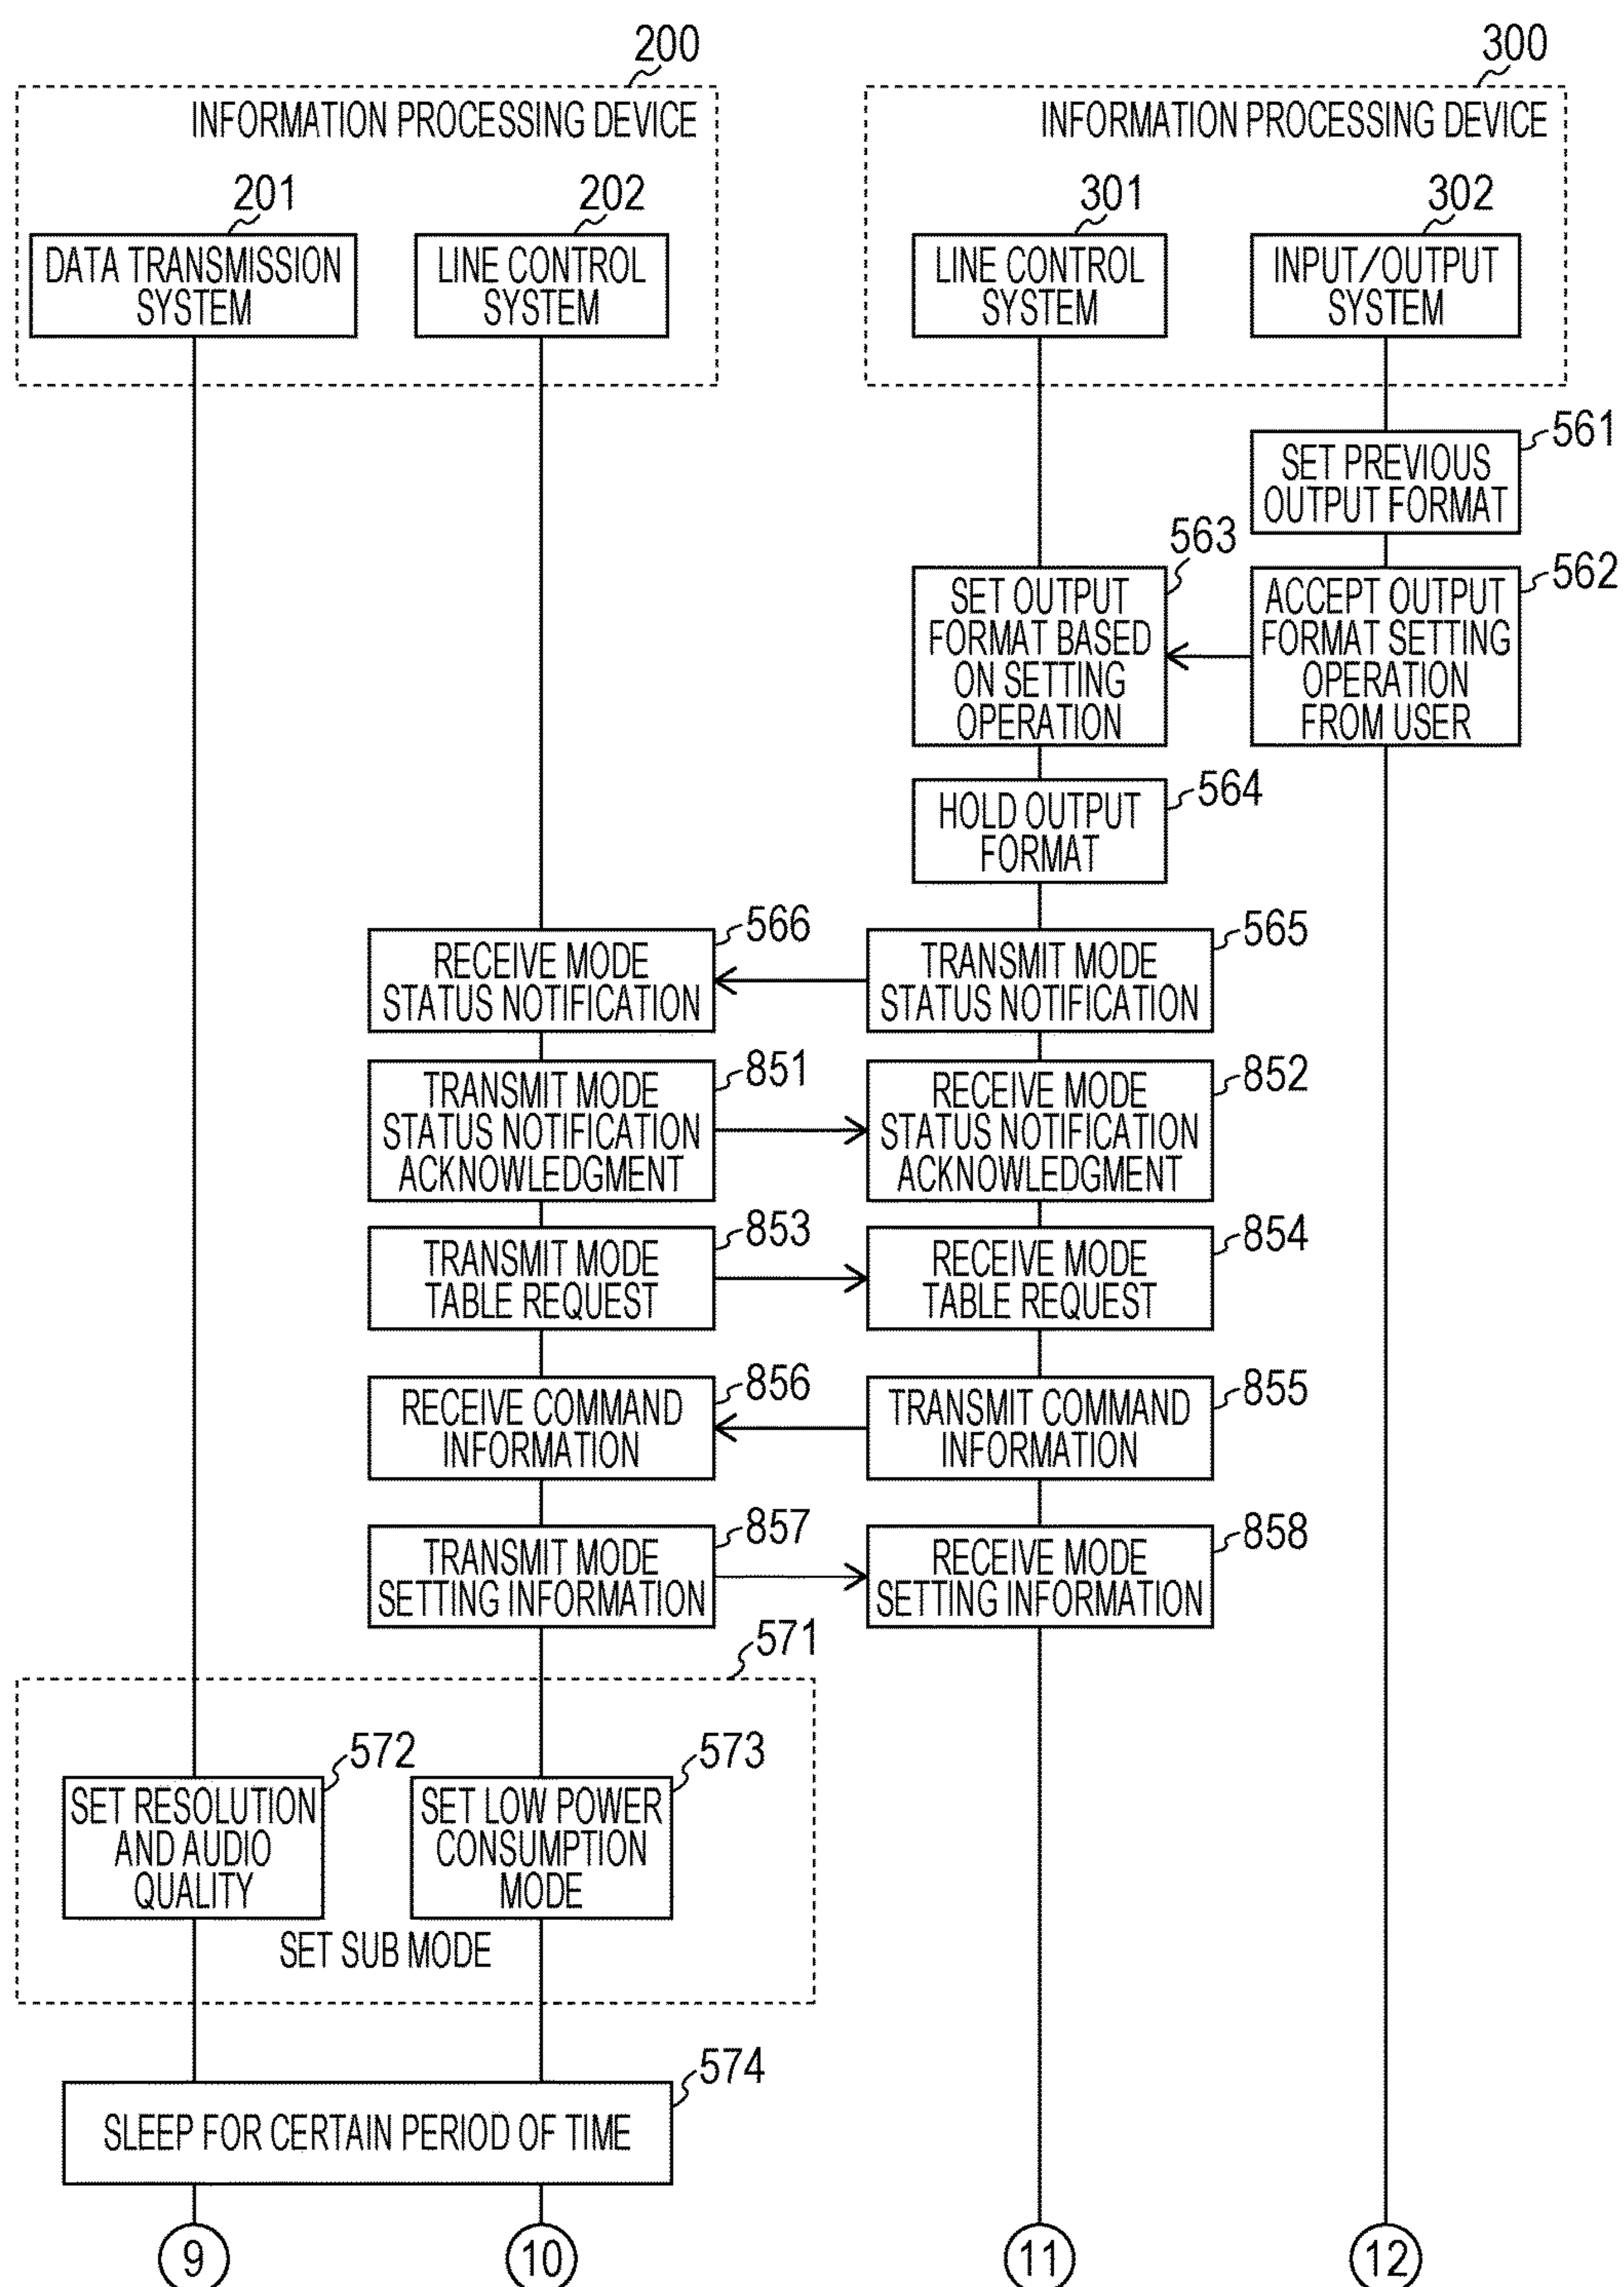 200
300
INFORMATION PROCESSING DEVICE
INFORMATION PROCESSING DEVICE
201
202
301
302
DATA TRANSMISSION
SYSTEM
LINE CONTROL
SYSTEM
LINE CONTROL
SYSTEM
INPUT/OUTPUT
SYSTEM
561
SET PREVIOUS
OUTPUT FORMAT
563
562
SET OUTPUT
FORMAT BASED
ON SETTING
OPERATION
ACCEPT OUTPUT
FORMAT SETTING
OPERATION
FROM USER
564
HOLD OUTPUT
FORMAT
566
565
RECEIVE MODE
STATUS NOTIFICATION
TRANSMIT MODE
STATUS NOTIFICATION
851
852
TRANSMIT MODE
STATUS NOTIFICATION
ACKNOWLEDGMENT
RECEIVE MODE
STATUS NOTIFICATION
ACKNOWLEDGMENT
853
854
TRANSMIT MODE
TABLE REQUEST
RECEIVE MODE
TABLE REQUEST
856
855
RECEIVE COMMAND
INFORMATION
TRANSMIT COMMAND
INFORMATION
857
858
TRANSMIT MODE
SETTING INFORMATION
RECEIVE MODE
SETTING INFORMATION
571
572
573
SET RESOLUTION
AND AUDIO
QUALITY
SET LOW POWER
CONSUMPTION
MODE
SET SUB MODE
574
SLEEP FOR CERTAIN PERIOD OF TIME
9
10
11
12